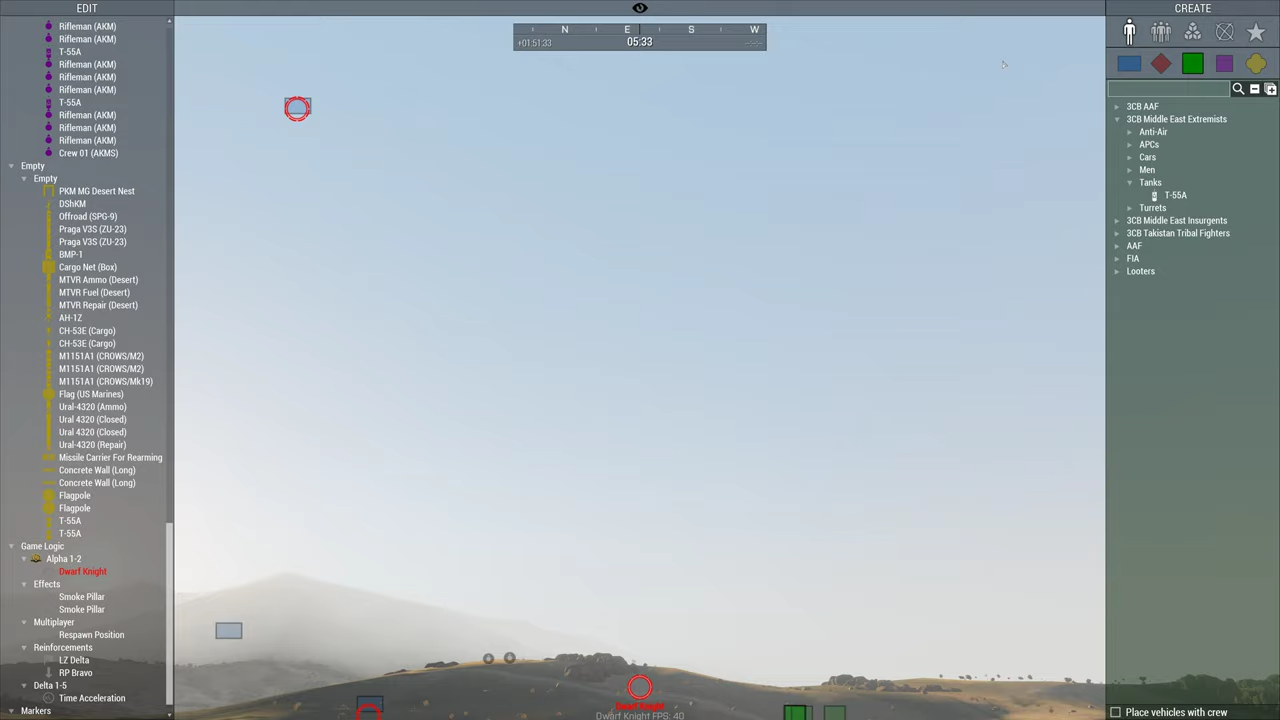 EDIT
Rifleman (AKM)
Rifleman (AKM)
T-55A
Rifleman (AKM)
Rifleman (AKM)
Rifleman (AKM)
T-55A
Rifleman (AKM)
Rifleman (AKM)
Rifleman (AKM)
Crew 01 (AKMS)
Empty
Empty
PKM MG Desert Nest
DShKM
Offroad (SPG-9)
Praga V3S (ZU-23)
Praga V3S (ZU-23)
BMP-1
Cargo Net (Box)
MTVR Ammo (Desert)
MTVR Fuel (Desert)
MTVR Repair (Desert)
AH-1Z
CH-53E (Cargo)
CH-53E (Cargo)
M1151A1 (CROWS/M2)
M1151A1 (CROWS/M2)
M1151A1 (CROWS/Mk19)
Flag (US Marines)
Ural-4320 (Ammo)
Ural 4320 (Closed)
Ural 4320 (Closed)
Ural-4320 (Repair)
Missile Carrier For Rearming
Concrete Wall (Long)
Concrete Wall (Long)
Flagpole
Flagpole
T-55A
T-55A
Game Logic
Alpha 1-2
Dwarf Knight
Effects
Smoke Pillar
Smoke Pillar
Multiplayer
Respawn Position
Reinforcements
LZ Delta
RP Bravo
Delta 1-5
Time Acceleration
Markers
N E S W
+01:51:33 05:33 --:--
Dwarf Knight
Dwarf Knight FPS: 40
CREATE
3CB AAF
3CB Middle East Extremists
Anti-Air
APCs
Cars
Men
Tanks
T-55A
Turrets
3CB Middle East Insurgents
3CB Takistan Tribal Fighters
AAF
FIA
Looters
Place vehicles with crew